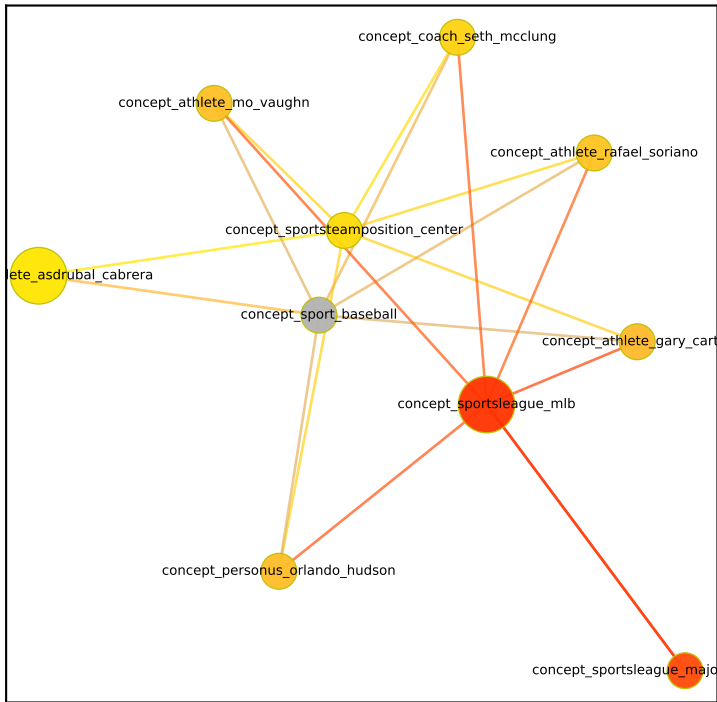 concept_coach_seth_mcclung
concept_athlete_mo_vaughn
concept_athlete_rafael_soriano
concept_sportsteamposition_center
lete_asdrubal_cabrera
concept_sport_baseball
concept_athlete_gary_cart
concept_sportsleague_mlb
concept_personus_orlando_hudson
concept_sportsleague_majo